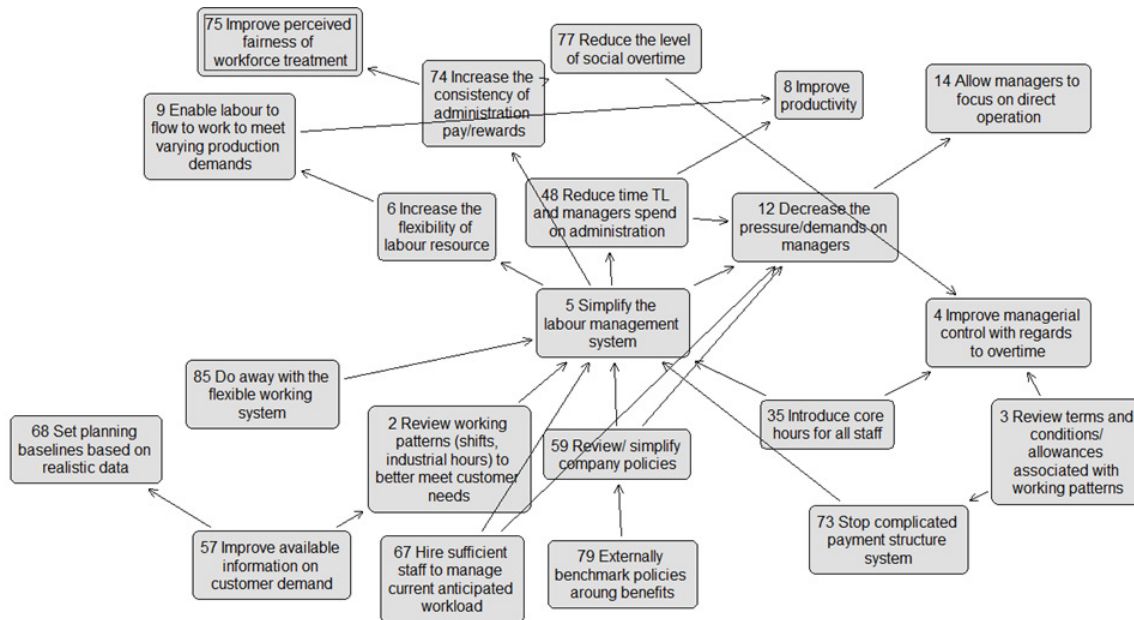 75 Improve perceived
fairness of
workforce treatment
77 Reduce the level
of social overtime
74 Increase the
consistency of
administration
pay/rewards
8 Improve
productivity
14 Allow managers to
focus on direct
operation
9 Enable labour to
flow to work to meet
varying production
demands
48 Reduce time TL
and managers spend
on administration
12 Decrease the
pressure/demands on
managers
6 Increase the
flexibility of
labour resource
5 Simplify the
labour management
system
4 Improve managerial
control with regards
to overtime
85 Do away with the
flexible working
system
68 Set planning
baselines based on
realistic data
2 Review working
patterns (shifts,
industrial hours) to
better meet customer
needs
59 Review/ simplify
company policies
35 Introduce core
hours for all staff
3 Review terms and
conditions/
allowances
associated with
working patterns
57 Improve available
information on
customer demand
67 Hire sufficient
staff to manage
current anticipated
workload
79 Externally
benchmark policies
aroung benefits
73 Stop complicated
payment structure
system